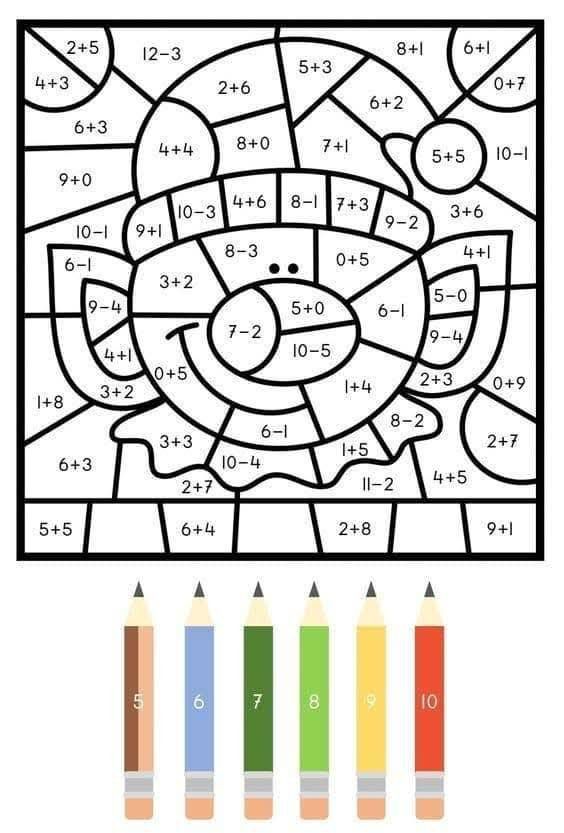 2+5 12−3 8+1 6+1
4+3 2+6 5+3 6+2 0+7
6+3 4+4 8+0 7+1 5+5 10−1
9+0
10−1 9+1 10−3 4+6 8−1 7+3 9−2 3+6
6−1 3+2 8−3 0+5 4+1
9−4 7−2 5+0 6−1 5−0
4+1 10−5 9−4
3+2 0+5 1+4 2+3 0+9
1+8 3+3 6−1 1+5 8−2 2+7
6+3 10−4 4+5
2+7 11−2
5+5 6+4 2+8 9+1
5 6 7 8 9 10